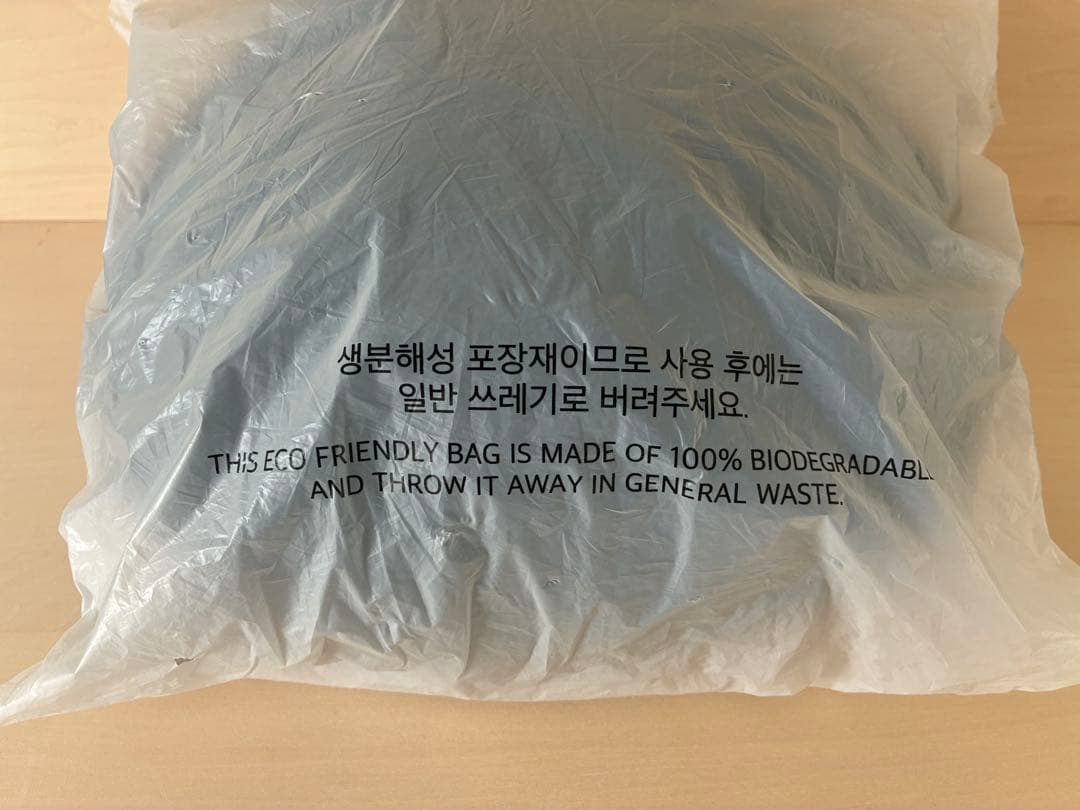 생분해성 포장재이므로 사용 후에는
일반 쓰레기로 버려주세요.
THIS ECO FRIENDLY BAG IS MADE OF 100% BIODEGRADABL
AND THROW IT AWAY IN GENERAL WASTE.